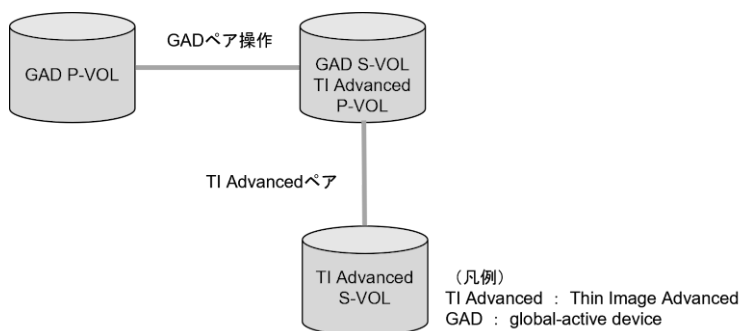 GADペア操作
GAD P-VOL
GAD S-VOL
TI Advanced
P-VOL
TI Advancedペア
TI Advanced
S-VOL
（凡例）
TI Advanced ： Thin Image Advanced
GAD ： global-active device